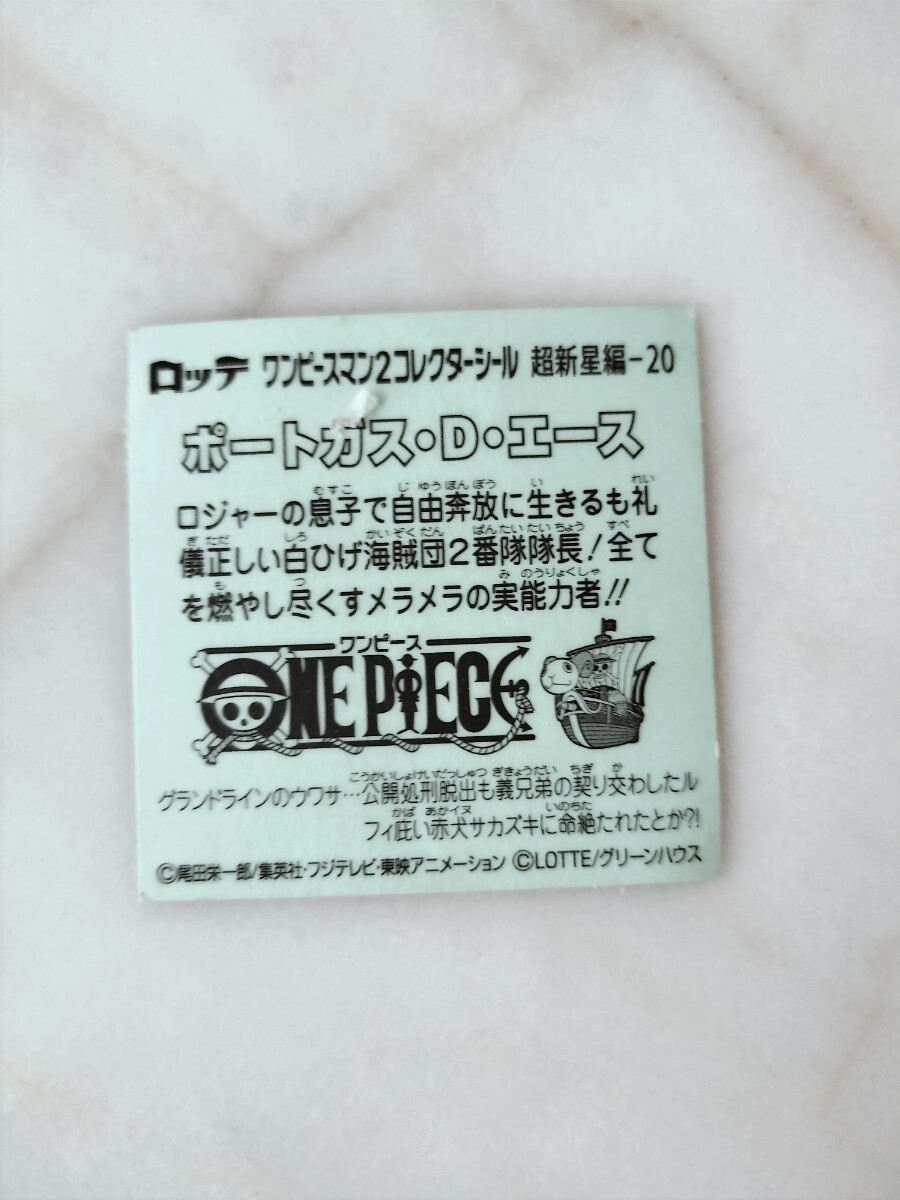 ロッテ ワンピースマン2コレクターシール 超新星編-20
ポートガス・D・エース
ロジャーの息子で自由奔放に生きるも礼
儀正しい白ひげ海賊団2番隊隊長!全て
を燃やし尽くすメラメラの実能力者!!
ワンピース
ONE PIECE
グランドラインのウワサ…公開処刑脱出も義兄弟の契り交わしたル
フィ庇い赤犬サカズキに命絶たれたとか?!
©尾田栄一郎/集英社・フジテレビ・東映アニメーション ©LOTTE/グリーンハウス